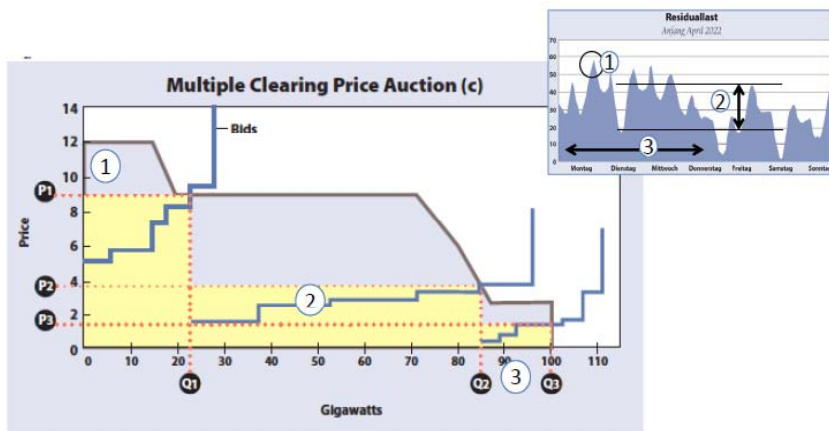 Residuallast
Anfang April 2022
70
60
50
40
30
20
10
0
1
2
3
Montag Dienstag Mittwoch Donnerstag Freitag Samstag Sonntag
Multiple Clearing Price Auction (c)
Bids
Price
14
12
10
8
6
4
2
0
P1
P2
P3
1
2
3
0 10 20 30 40 50 60 70 80 90 100 110
Q1 Q2 Q3
Gigawatts